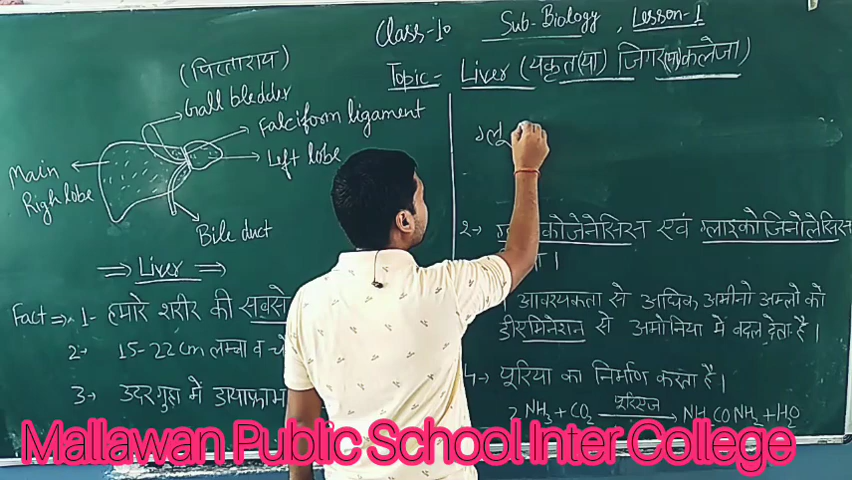 Class-10 Sub-Biology, Lesson-1
Topic- Liver (यकृत(या) जिगर(या)कलेजा)
(पित्ताशय)
Gall bladder
Falciform ligament
Left lobe
Main
Righ lobe
Bile duct
⇒ Liver ⇒
Fact ⇒ 1- हमारे शरीर की सबसे
2- 15-22 cm लम्बा व
3- उदरगुहा में डायाफ्राम
ग्लू
2- एवं ग्लाइकोजिनोलेसिस
आवश्यकता से अधिक अमीनो अम्लो को
डीएमिनेशन से अमोनिया में बदल देता है।
4- यूरिया का निर्माण करता है।
2NH₃ + CO₂ → NH CONH₂ + H₂O
Mallawan Public School Inter College